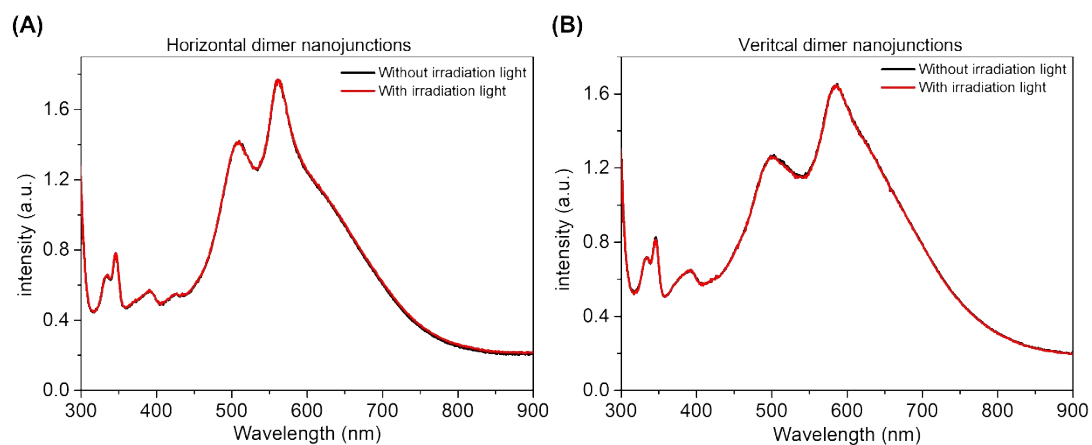 (A)
Horizontal dimer nanojunctions
Without irradiation light
With irradiation light
intensity (a.u.)
1.6
1.2
0.8
0.4
0.0
300 400 500 600 700 800 900
Wavelength (nm)
(B)
Veritcal dimer nanojunctions
Without irradiation light
With irradiation light
intensity (a.u.)
1.6
1.2
0.8
0.4
0.0
300 400 500 600 700 800 900
Wavelength (nm)